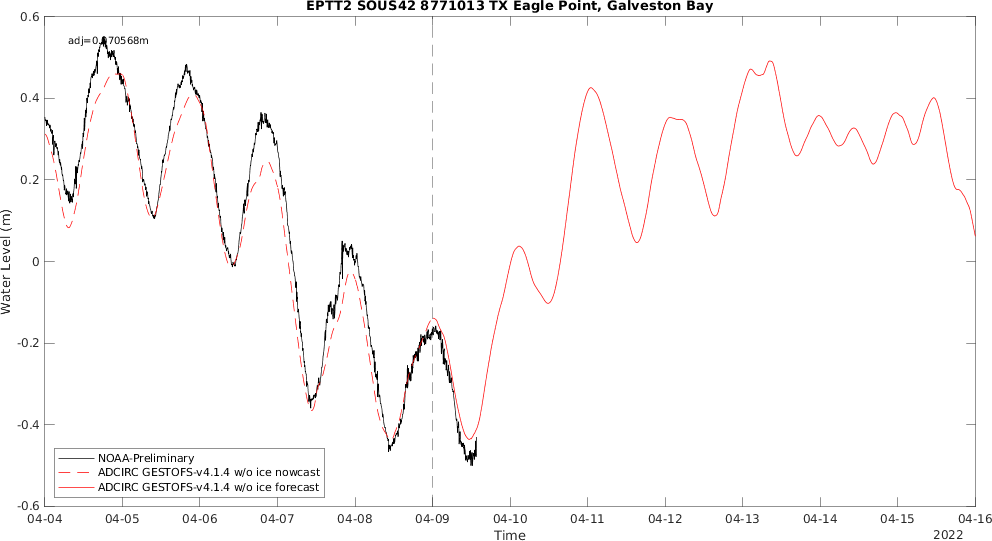 EPTT2 SOUS42 8771013 TX Eagle Point, Galveston Bay
adj=0.070568m
Water Level (m)
0.6
0.4
0.2
0
-0.2
-0.4
-0.6
NOAA-Preliminary
ADCIRC GESTOFS-v4.1.4 w/o ice nowcast
ADCIRC GESTOFS-v4.1.4 w/o ice forecast
04-04 04-05 04-06 04-07 04-08 04-09 04-10 04-11 04-12 04-13 04-14 04-15 04-16
Time
2022